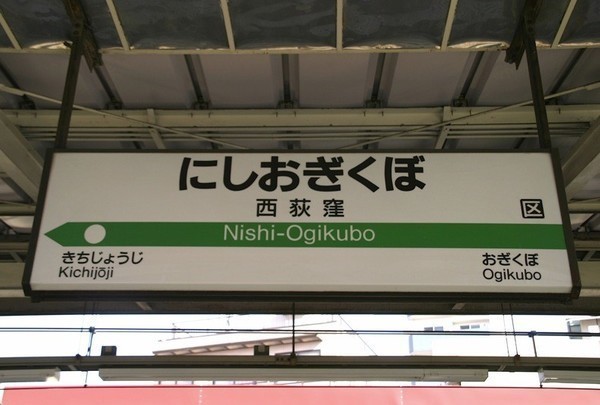 にしおぎくぼ
西荻窪
区
Nishi-Ogikubo
きちじょうじ
Kichijōji
おぎくぼ
Ogikubo